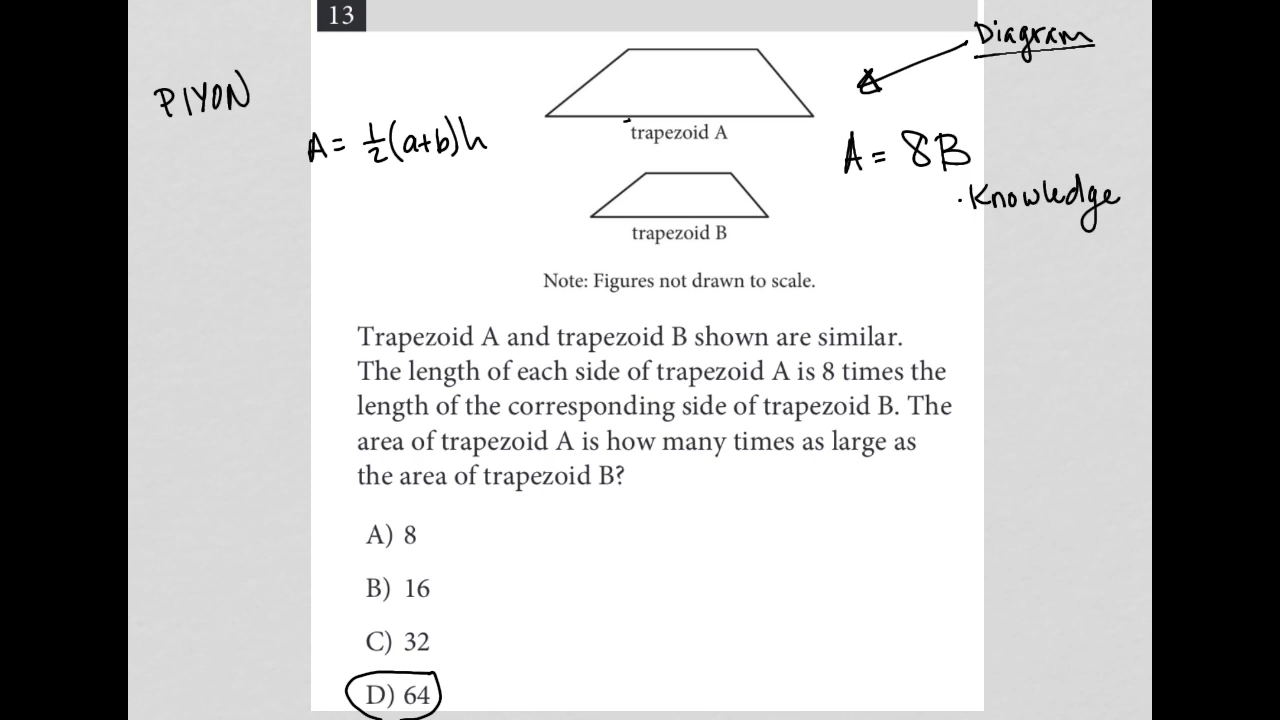 13
Diagram
PIYON
A = 1/2 (a+b)h
trapezoid A
A = 8B
· Knowledge
trapezoid B
Note: Figures not drawn to scale.
Trapezoid A and trapezoid B shown are similar.
The length of each side of trapezoid A is 8 times the
length of the corresponding side of trapezoid B. The
area of trapezoid A is how many times as large as
the area of trapezoid B?
A) 8
B) 16
C) 32
D) 64